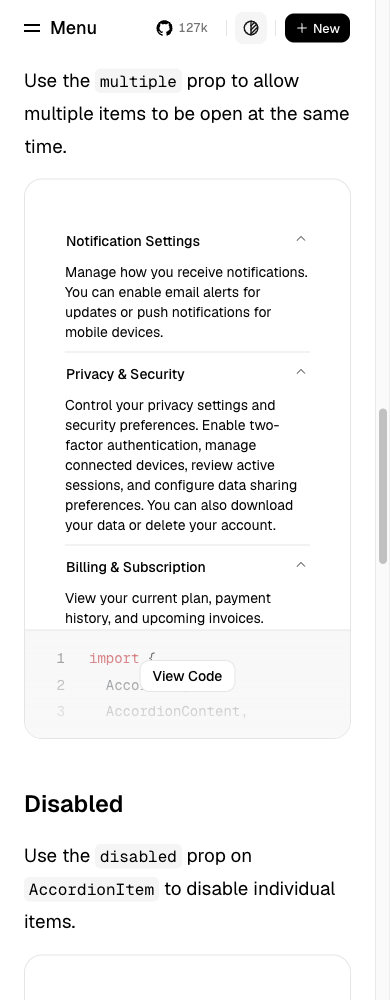 Menu
127k
+ New
Use the multiple prop to allow
multiple items to be open at the same
time.
Notification Settings
Manage how you receive notifications.
You can enable email alerts for
updates or push notifications for
mobile devices.
Privacy & Security
Control your privacy settings and
security preferences. Enable two-
factor authentication, manage
connected devices, review active
sessions, and configure data sharing
preferences. You can also download
your data or delete your account.
Billing & Subscription
View your current plan, payment
history, and upcoming invoices.
1 import {
View Code
2 Acco
3 AccordionContent,
Disabled
Use the disabled prop on
AccordionItem to disable individual
items.